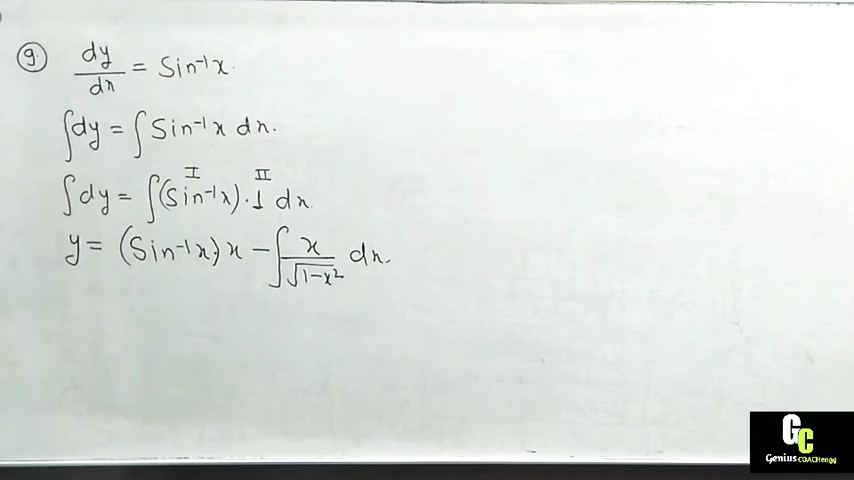 9. dy/dx = Sin⁻¹x.
∫dy = ∫Sin⁻¹x dx.
I II
∫dy = ∫(Sin⁻¹x)·1 dx.
y = (Sin⁻¹x)x − ∫x/√1−x² dx.
GC
Genius COACHengg